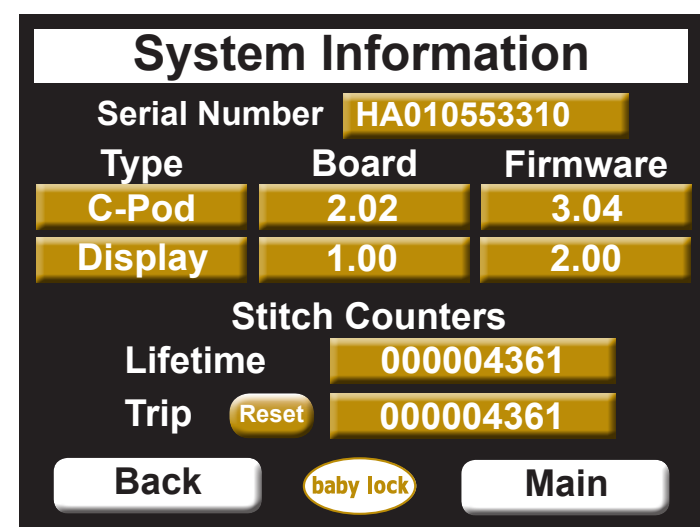 System Information
Serial Number HA010553310
Type Board Firmware
C-Pod 2.02 3.04
Display 1.00 2.00
Stitch Counters
Lifetime 000004361
Trip Reset 000004361
Back baby lock Main